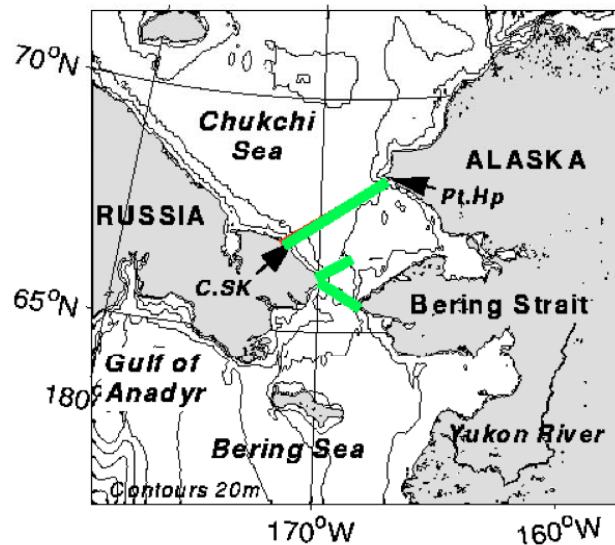 70°N
Chukchi
Sea
ALASKA
Pt.Hp
RUSSIA
C.SK
65°N
Bering Strait
Gulf of
Anadyr
180
Bering Sea
Yukon River
Contours 20m
170°W
160°W